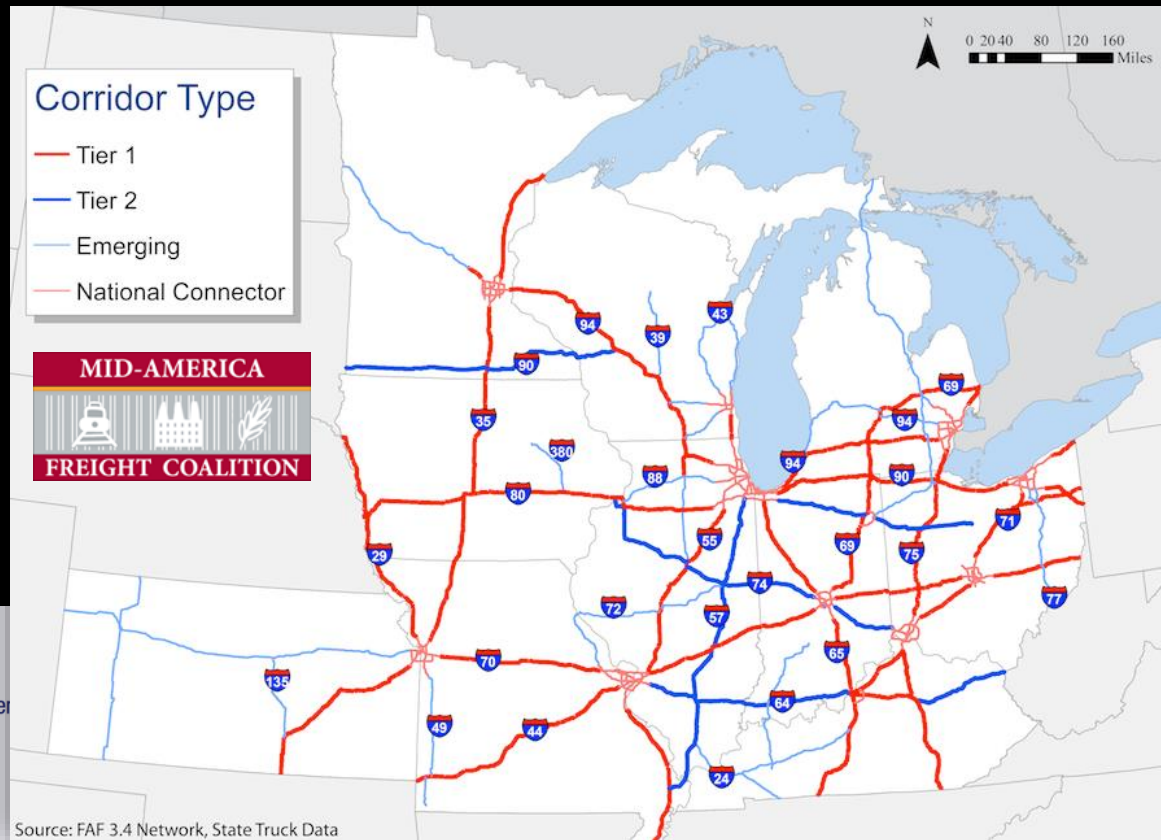 N
0 20 40 80 120 160
Miles
Corridor Type
Tier 1
Tier 2
Emerging
National Connector
MID-AMERICA
FREIGHT COALITION
94
43
39
90
69
35
94
380
94
88
90
80
55
71
29
69
75
74
72
57
77
65
70
135
64
49
44
24
er
Source: FAF 3.4 Network, State Truck Data